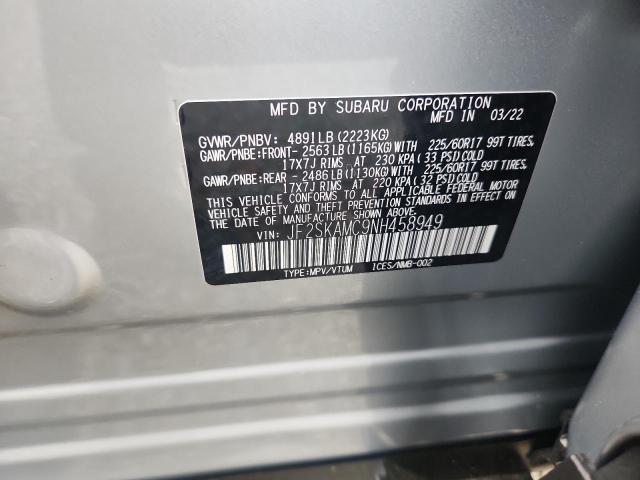 MFD BY SUBARU CORPORATION
MFD IN 03/22
GVWR/PNBV: 4891LB (2223KG)
GAWR/PNBE:FRONT- 2563LB (1165KG) WITH 225/60R17 99T TIRES,
17X7J RIMS AT 230 KPA (33 PSI) COLD
GAWR/PNBE:REAR - 2486LB (1130KG) WITH 225/60R17 99T TIRES,
17X7J RIMS AT 220 KPA (32 PSI) COLD
THIS VEHICLE CONFORMS TO ALL APPLICABLE FEDERAL MOTOR
VEHICLE SAFETY AND THEFT PREVENTION STANDARDS IN EFFECT ON THE
DATE OF MANUFACTURE SHOWN ABOVE.
VIN: JF2SKAMC9NH458949
TYPE:MPV/VTUM ICES/NMB-002